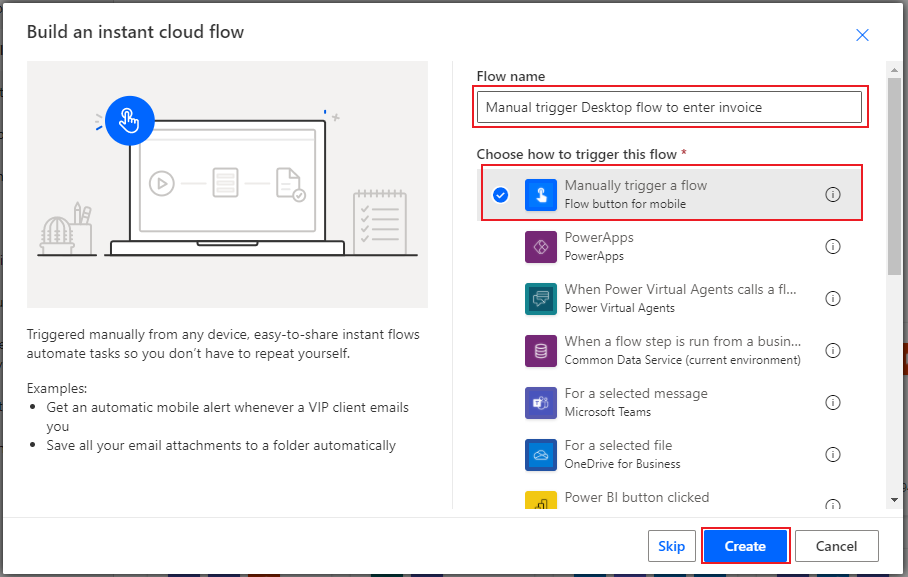 Build an instant cloud flow
Triggered manually from any device, easy-to-share instant flows
automate tasks so you don’t have to repeat yourself.
Examples:
• Get an automatic mobile alert whenever a VIP client emails
you
• Save all your email attachments to a folder automatically
Flow name
Manual trigger Desktop flow to enter invoice
Choose how to trigger this flow *
Manually trigger a flow
Flow button for mobile
PowerApps
PowerApps
When Power Virtual Agents calls a fl...
Power Virtual Agents
When a flow step is run from a busin...
Common Data Service (current environment)
For a selected message
Microsoft Teams
For a selected file
OneDrive for Business
Power BI button clicked
Skip
Create
Cancel